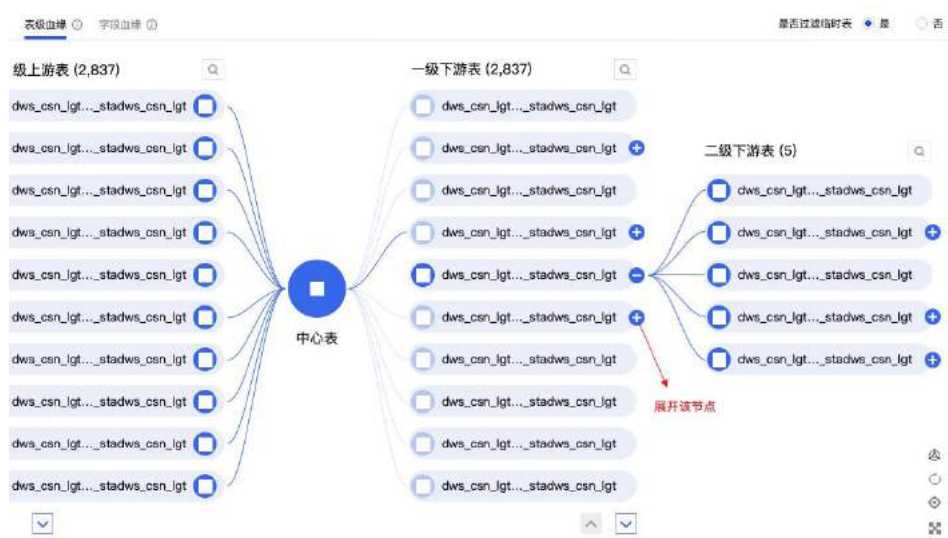 表级血缘 字段血缘 是否过滤临时表 是 否
级上游表 (2,837)
dws_csn_lgt..._stadws_csn_lgt
dws_csn_lgt..._stadws_csn_lgt
dws_csn_lgt..._stadws_csn_lgt
dws_csn_lgt..._stadws_csn_lgt
dws_csn_lgt..._stadws_csn_lgt
dws_csn_lgt..._stadws_csn_lgt
dws_csn_lgt..._stadws_csn_lgt
dws_csn_lgt..._stadws_csn_lgt
dws_csn_lgt..._stadws_csn_lgt
dws_csn_lgt..._stadws_csn_lgt
中心表
一级下游表 (2,837)
dws_csn_lgt..._stadws_csn_lgt
dws_csn_lgt..._stadws_csn_lgt
dws_csn_lgt..._stadws_csn_lgt
dws_csn_lgt..._stadws_csn_lgt
dws_csn_lgt..._stadws_csn_lgt
dws_csn_lgt..._stadws_csn_lgt
dws_csn_lgt..._stadws_csn_lgt
dws_csn_lgt..._stadws_csn_lgt
dws_csn_lgt..._stadws_csn_lgt
dws_csn_lgt..._stadws_csn_lgt
展开该节点
二级下游表 (5)
dws_csn_lgt..._stadws_csn_lgt
dws_csn_lgt..._stadws_csn_lgt
dws_csn_lgt..._stadws_csn_lgt
dws_csn_lgt..._stadws_csn_lgt
dws_csn_lgt..._stadws_csn_lgt